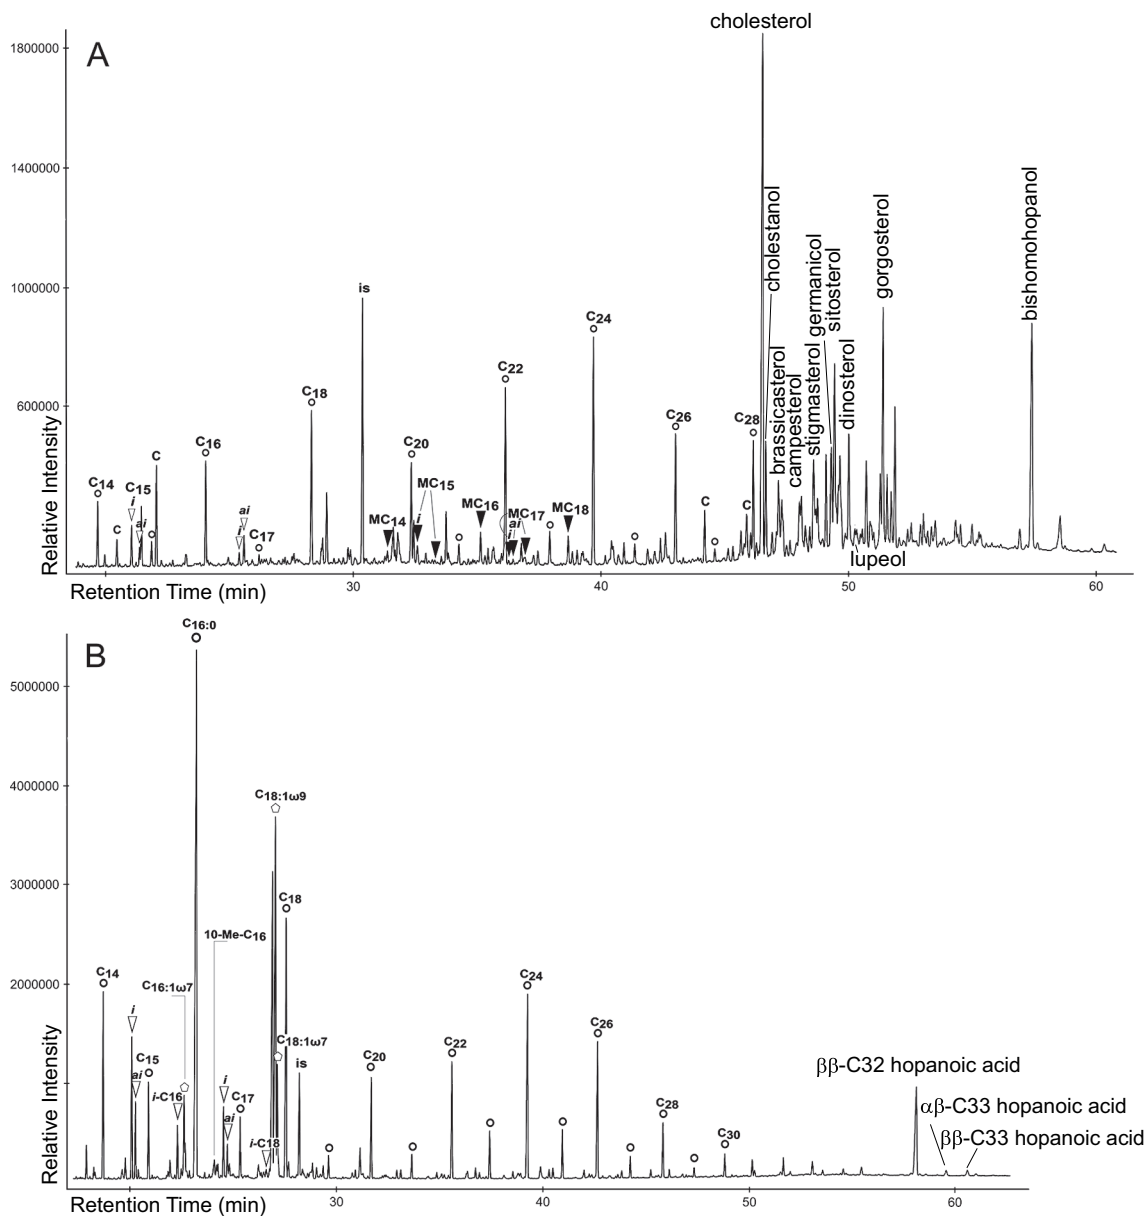 A
cholesterol
1800000
1400000
1000000
600000
Relative Intensity
C14
C
C15
i
ai
C
C16
i
ai
C17
C18
is
MC14
C20
i
MC15
MC16
C22
i
ai
MC17
MC18
C24
C26
C
C28
C
cholestanol
brassicasterol
campesterol
stigmasterol
germanicol
sitosterol
dinosterol
lupeol
gorgosterol
bishomohopanol
30
40
50
60
Retention Time (min)
B
C16:0
5000000
4000000
3000000
2000000
Relative Intensity
C14
i
ai
C15
i-C16
C16:1ω7
10-Me-C16
i
ai
C17
i-C18
C18:1ω9
C18
C18:1ω7
is
C20
C22
C24
C26
C28
C30
ββ-C32 hopanoic acid
αβ-C33 hopanoic acid
ββ-C33 hopanoic acid
30
40
50
60
Retention Time (min)